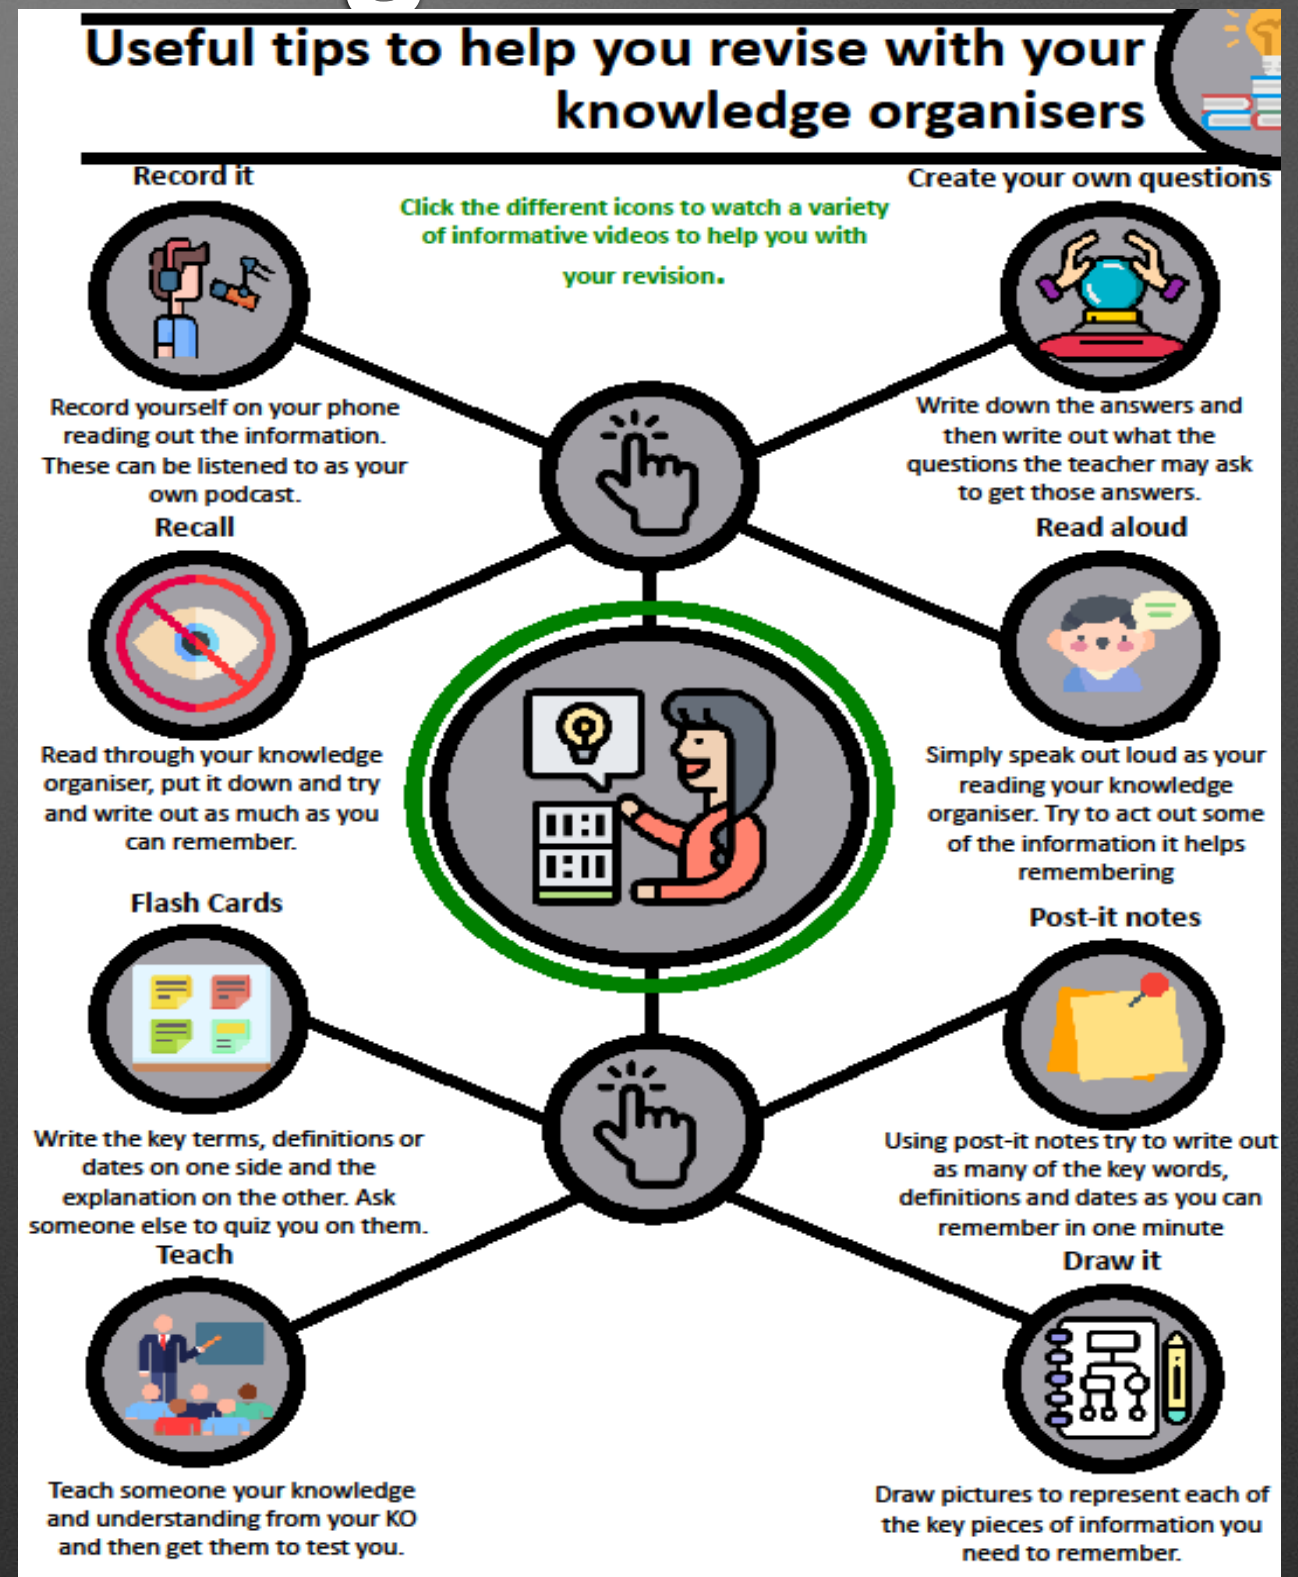 Useful tips to help you revise with your
knowledge organisers
Record it
Click the different icons to watch a variety
of informative videos to help you with
your revision.
Create your own questions
Record yourself on your phone
reading out the information.
These can be listened to as your
own podcast.
Write down the answers and
then write out what the
questions the teacher may ask
to get those answers.
Recall
Read aloud
Read through your knowledge
organiser, put it down and try
and write out as much as you
can remember.
Simply speak out loud as your
reading your knowledge
organiser. Try to act out some
of the information it helps
remembering
Flash Cards
Post-it notes
Write the key terms, definitions or
dates on one side and the
explanation on the other. Ask
someone else to quiz you on them.
Using post-it notes try to write out
as many of the key words,
definitions and dates as you can
remember in one minute
Teach
Draw it
Teach someone your knowledge
and understanding from your KO
and then get them to test you.
Draw pictures to represent each of
the key pieces of information you
need to remember.